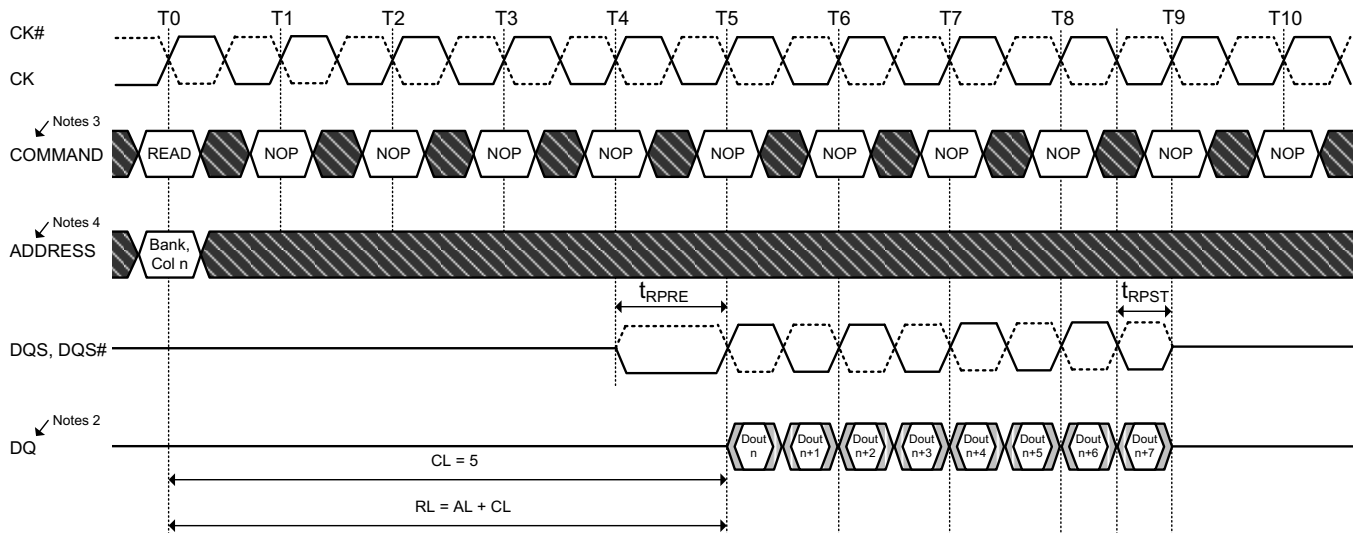 T0 T1 T2 T3 T4 T5 T6 T7 T8 T9 T10
CK#
CK
Notes 3
COMMAND READ NOP NOP NOP NOP NOP NOP NOP NOP NOP NOP
Notes 4
ADDRESS
Bank,
Col n
tRPRE tRPST
DQS, DQS#
Notes 2
DQ
Dout n
Dout n+1
Dout n+2
Dout n+3
Dout n+4
Dout n+5
Dout n+6
Dout n+7
CL = 5
RL = AL + CL